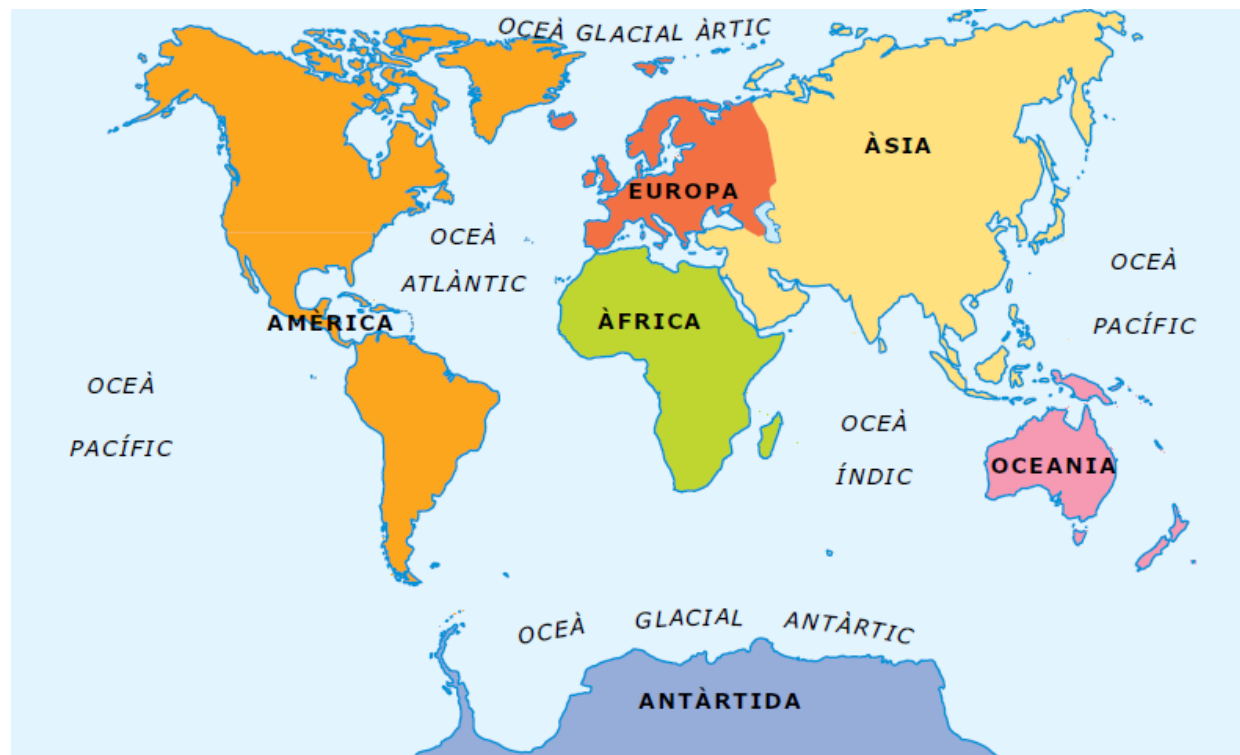 OCEÀ GLACIAL ÀRTIC
ÀSIA
EUROPA
OCEÀ
ATLÀNTIC
OCEÀ
PACÍFIC
AMÈRICA
ÀFRICA
OCEÀ
PACÍFIC
OCEÀ
ÍNDIC
OCEANIA
OCEÀ GLACIAL ANTÀRTIC
ANTÀRTIDA